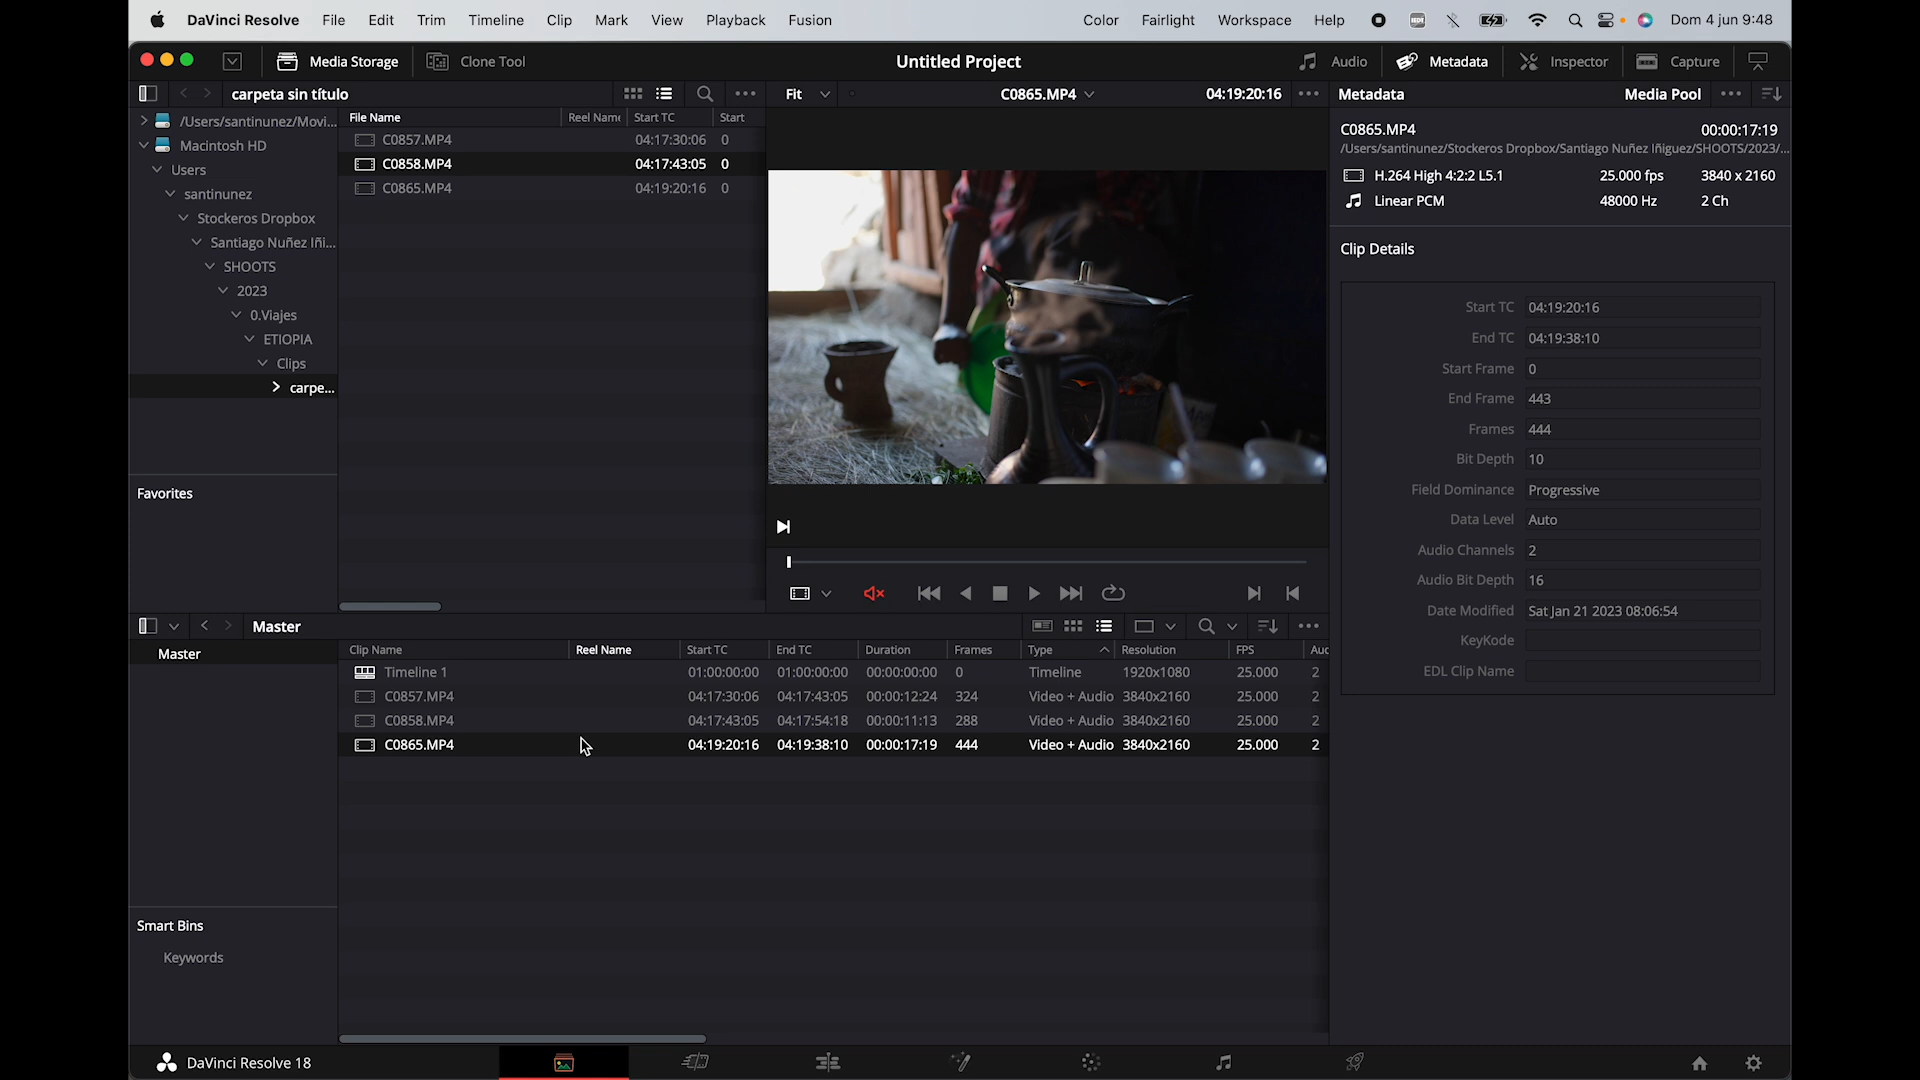 DaVinci Resolve File Edit Trim Timeline Clip Mark View Playback Fusion Color Fairlight Workspace Help Dom 4 jun 9:48
Media Storage Clone Tool Untitled Project Audio Metadata Inspector Capture
carpeta sin título Fit C0865.MP4 04:19:20:16 Metadata Media Pool
/Users/santinunez/Movi...
Macintosh HD
Users
santinunez
Stockeros Dropbox
Santiago Nuñez Iñi...
SHOOTS
2023
0.Viajes
ETIOPIA
Clips
carpe...
Favorites
File Name Reel Name Start TC Start
C0857.MP4 04:17:30:06 0
C0858.MP4 04:17:43:05 0
C0865.MP4 04:19:20:16 0
C0865.MP4 00:00:17:19
/Users/santinunez/Stockeros Dropbox/Santiago Nuñez Iñiguez/SHOOTS/2023/...
H.264 High 4:2:2 L5.1 25.000 fps 3840 x 2160
Linear PCM 48000 Hz 2 Ch
Clip Details
Start TC 04:19:20:16
End TC 04:19:38:10
Start Frame 0
End Frame 443
Frames 444
Bit Depth 10
Field Dominance Progressive
Data Level Auto
Audio Channels 2
Audio Bit Depth 16
Date Modified Sat Jan 21 2023 08:06:54
KeyKode
EDL Clip Name
Master
Master
Clip Name Reel Name Start TC End TC Duration Frames Type Resolution FPS Auc
Timeline 1 01:00:00:00 01:00:00:00 00:00:00:00 0 Timeline 1920x1080 25.000 2
C0857.MP4 04:17:30:06 04:17:43:05 00:00:12:24 324 Video + Audio 3840x2160 25.000 2
C0858.MP4 04:17:43:05 04:17:54:18 00:00:11:13 288 Video + Audio 3840x2160 25.000 2
C0865.MP4 04:19:20:16 04:19:38:10 00:00:17:19 444 Video + Audio 3840x2160 25.000 2
Smart Bins
Keywords
DaVinci Resolve 18